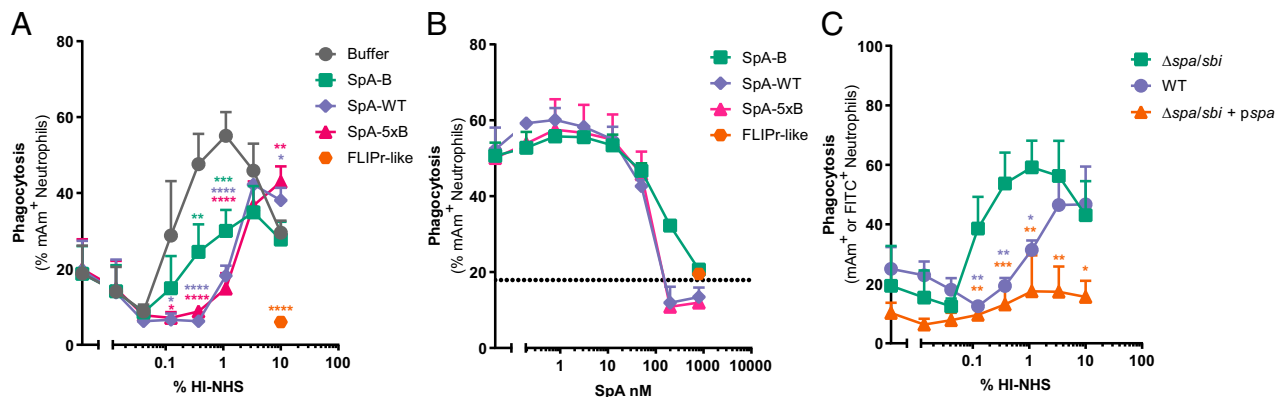 A
Phagocytosis
(% mAm+ Neutrophils)
80
60
40
20
0
0.1
1
10
100
% HI-NHS
Buffer
SpA-B
SpA-WT
SpA-5xB
FLIPr-like
**
*
***
****
****
**
****
****
*
*
****
B
Phagocytosis
(% mAm+ Neutrophils)
80
60
40
20
0
1
10
100
1000
10000
SpA nM
SpA-B
SpA-WT
SpA-5xB
FLIPr-like
C
Phagocytosis
(mAm+ or FITC+ Neutrophils)
100
80
60
40
20
0
0.1
1
10
100
% HI-NHS
Δspa/sbi
WT
Δspa/sbi + pspa
*
**
**
***
**
**
**
*